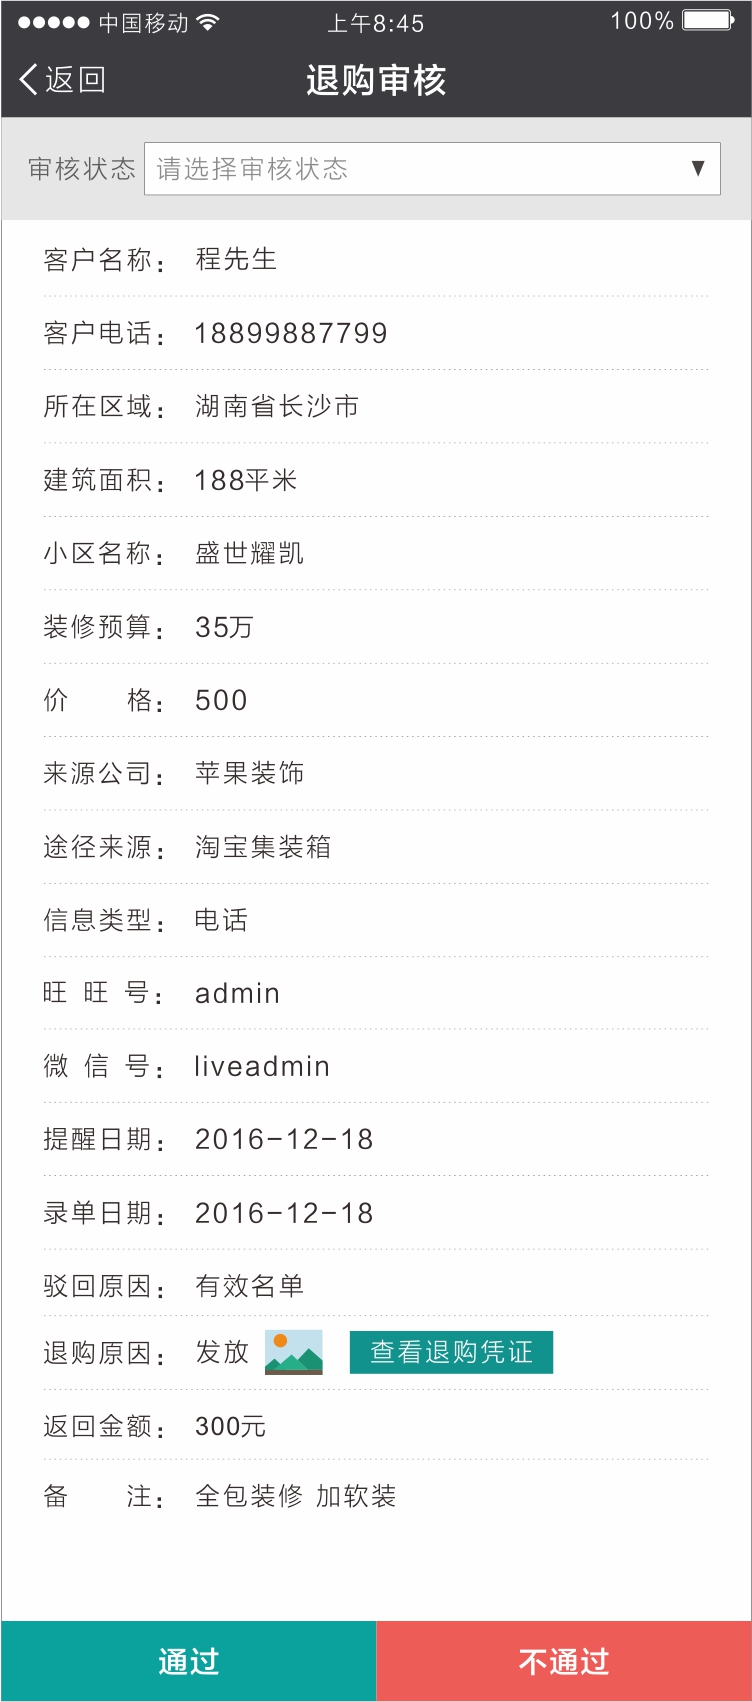 中国移动 上午8:45 100%
返回 退购审核
审核状态 请选择审核状态
客户名称： 程先生
客户电话： 18899887799
所在区域： 湖南省长沙市
建筑面积： 188平米
小区名称： 盛世耀凯
装修预算： 35万
价　　格： 500
来源公司： 苹果装饰
途径来源： 淘宝集装箱
信息类型： 电话
旺 旺 号： admin
微 信 号： liveadmin
提醒日期： 2016-12-18
录单日期： 2016-12-18
驳回原因： 有效名单
退购原因： 发放 查看退购凭证
返回金额： 300元
备　　注： 全包装修 加软装
通过 不通过